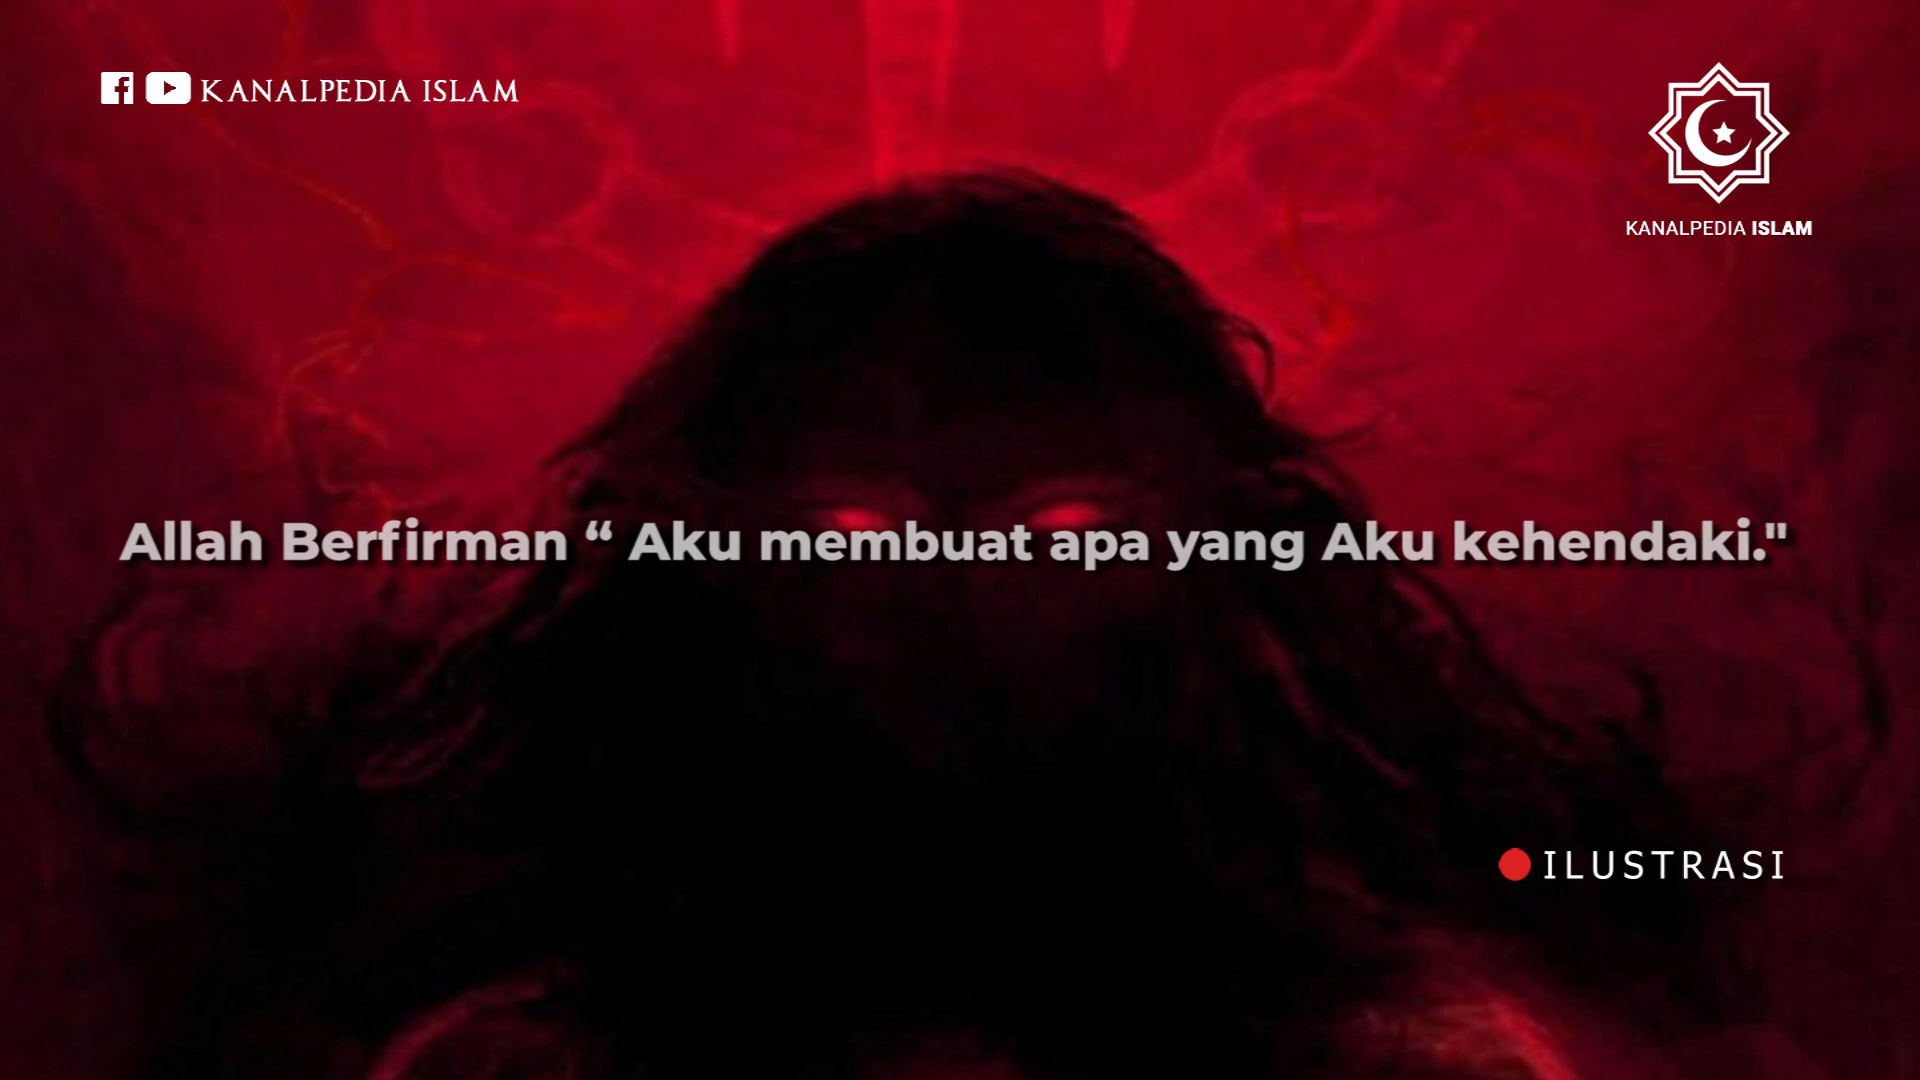 KANALPEDIA ISLAM
KANALPEDIA ISLAM
Allah Berfirman “ Aku membuat apa yang Aku kehendaki."
ILUSTRASI